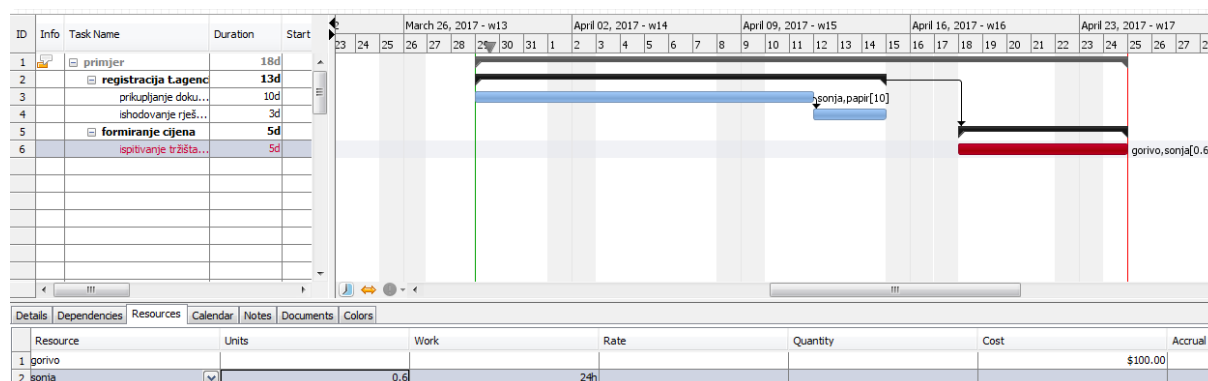 ID Info Task Name Duration Start
2 March 26, 2017 - w13 April 02, 2017 - w14 April 09, 2017 - w15 April 16, 2017 - w16 April 23, 2017 - w17
23 24 25 26 27 28 29 30 31 1 2 3 4 5 6 7 8 9 10 11 12 13 14 15 16 17 18 19 20 21 22 23 24 25 26 27
1 primjer 18d
2 registracija t.agenc 13d
3 prikupljanje doku... 10d
sonja,papir[10]
4 ishodovanje rješ... 3d
5 formiranje cijena 5d
6 ispitivanje tržišta... 5d
gorivo,sonja[0.6
Details Dependencies Resources Calendar Notes Documents Colors
Resource Units Work Rate Quantity Cost Accrual
1 gorivo $100.00
2 sonja 0.6 24h